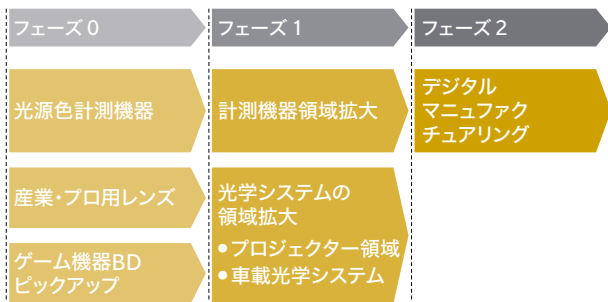 フェーズ 0
フェーズ 1
フェーズ 2
光源色計測機器
計測機器領域拡大
デジタル
マニュファク
チュアリング
産業・プロ用レンズ
光学システムの
領域拡大
●プロジェクター領域
●車載光学システム
ゲーム機器BD
ピックアップ